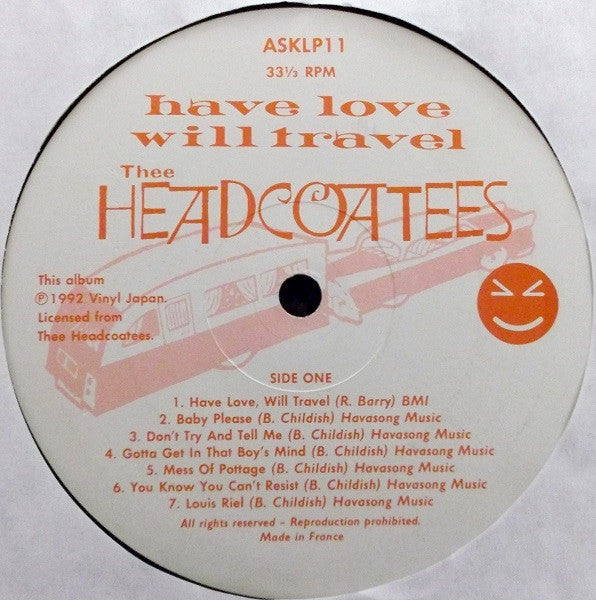 ASKLP11
33⅓ RPM
have love
will travel
Thee
HEADCOATEES
This album
℗ 1992 Vinyl Japan.
Licensed from
Thee Headcoatees.
SIDE ONE
1. Have Love, Will Travel (R. Barry) BMI
2. Baby Please (B. Childish) Havasong Music
3. Don't Try And Tell Me (B. Childish) Havasong Music
4. Gotta Get In That Boy's Mind (B. Childish) Havasong Music
5. Mess Of Pottage (B. Childish) Havasong Music
6. You Know You Can't Resist (B. Childish) Havasong Music
7. Louis Riel (B. Childish) Havasong Music
All rights reserved – Reproduction prohibited.
Made in France